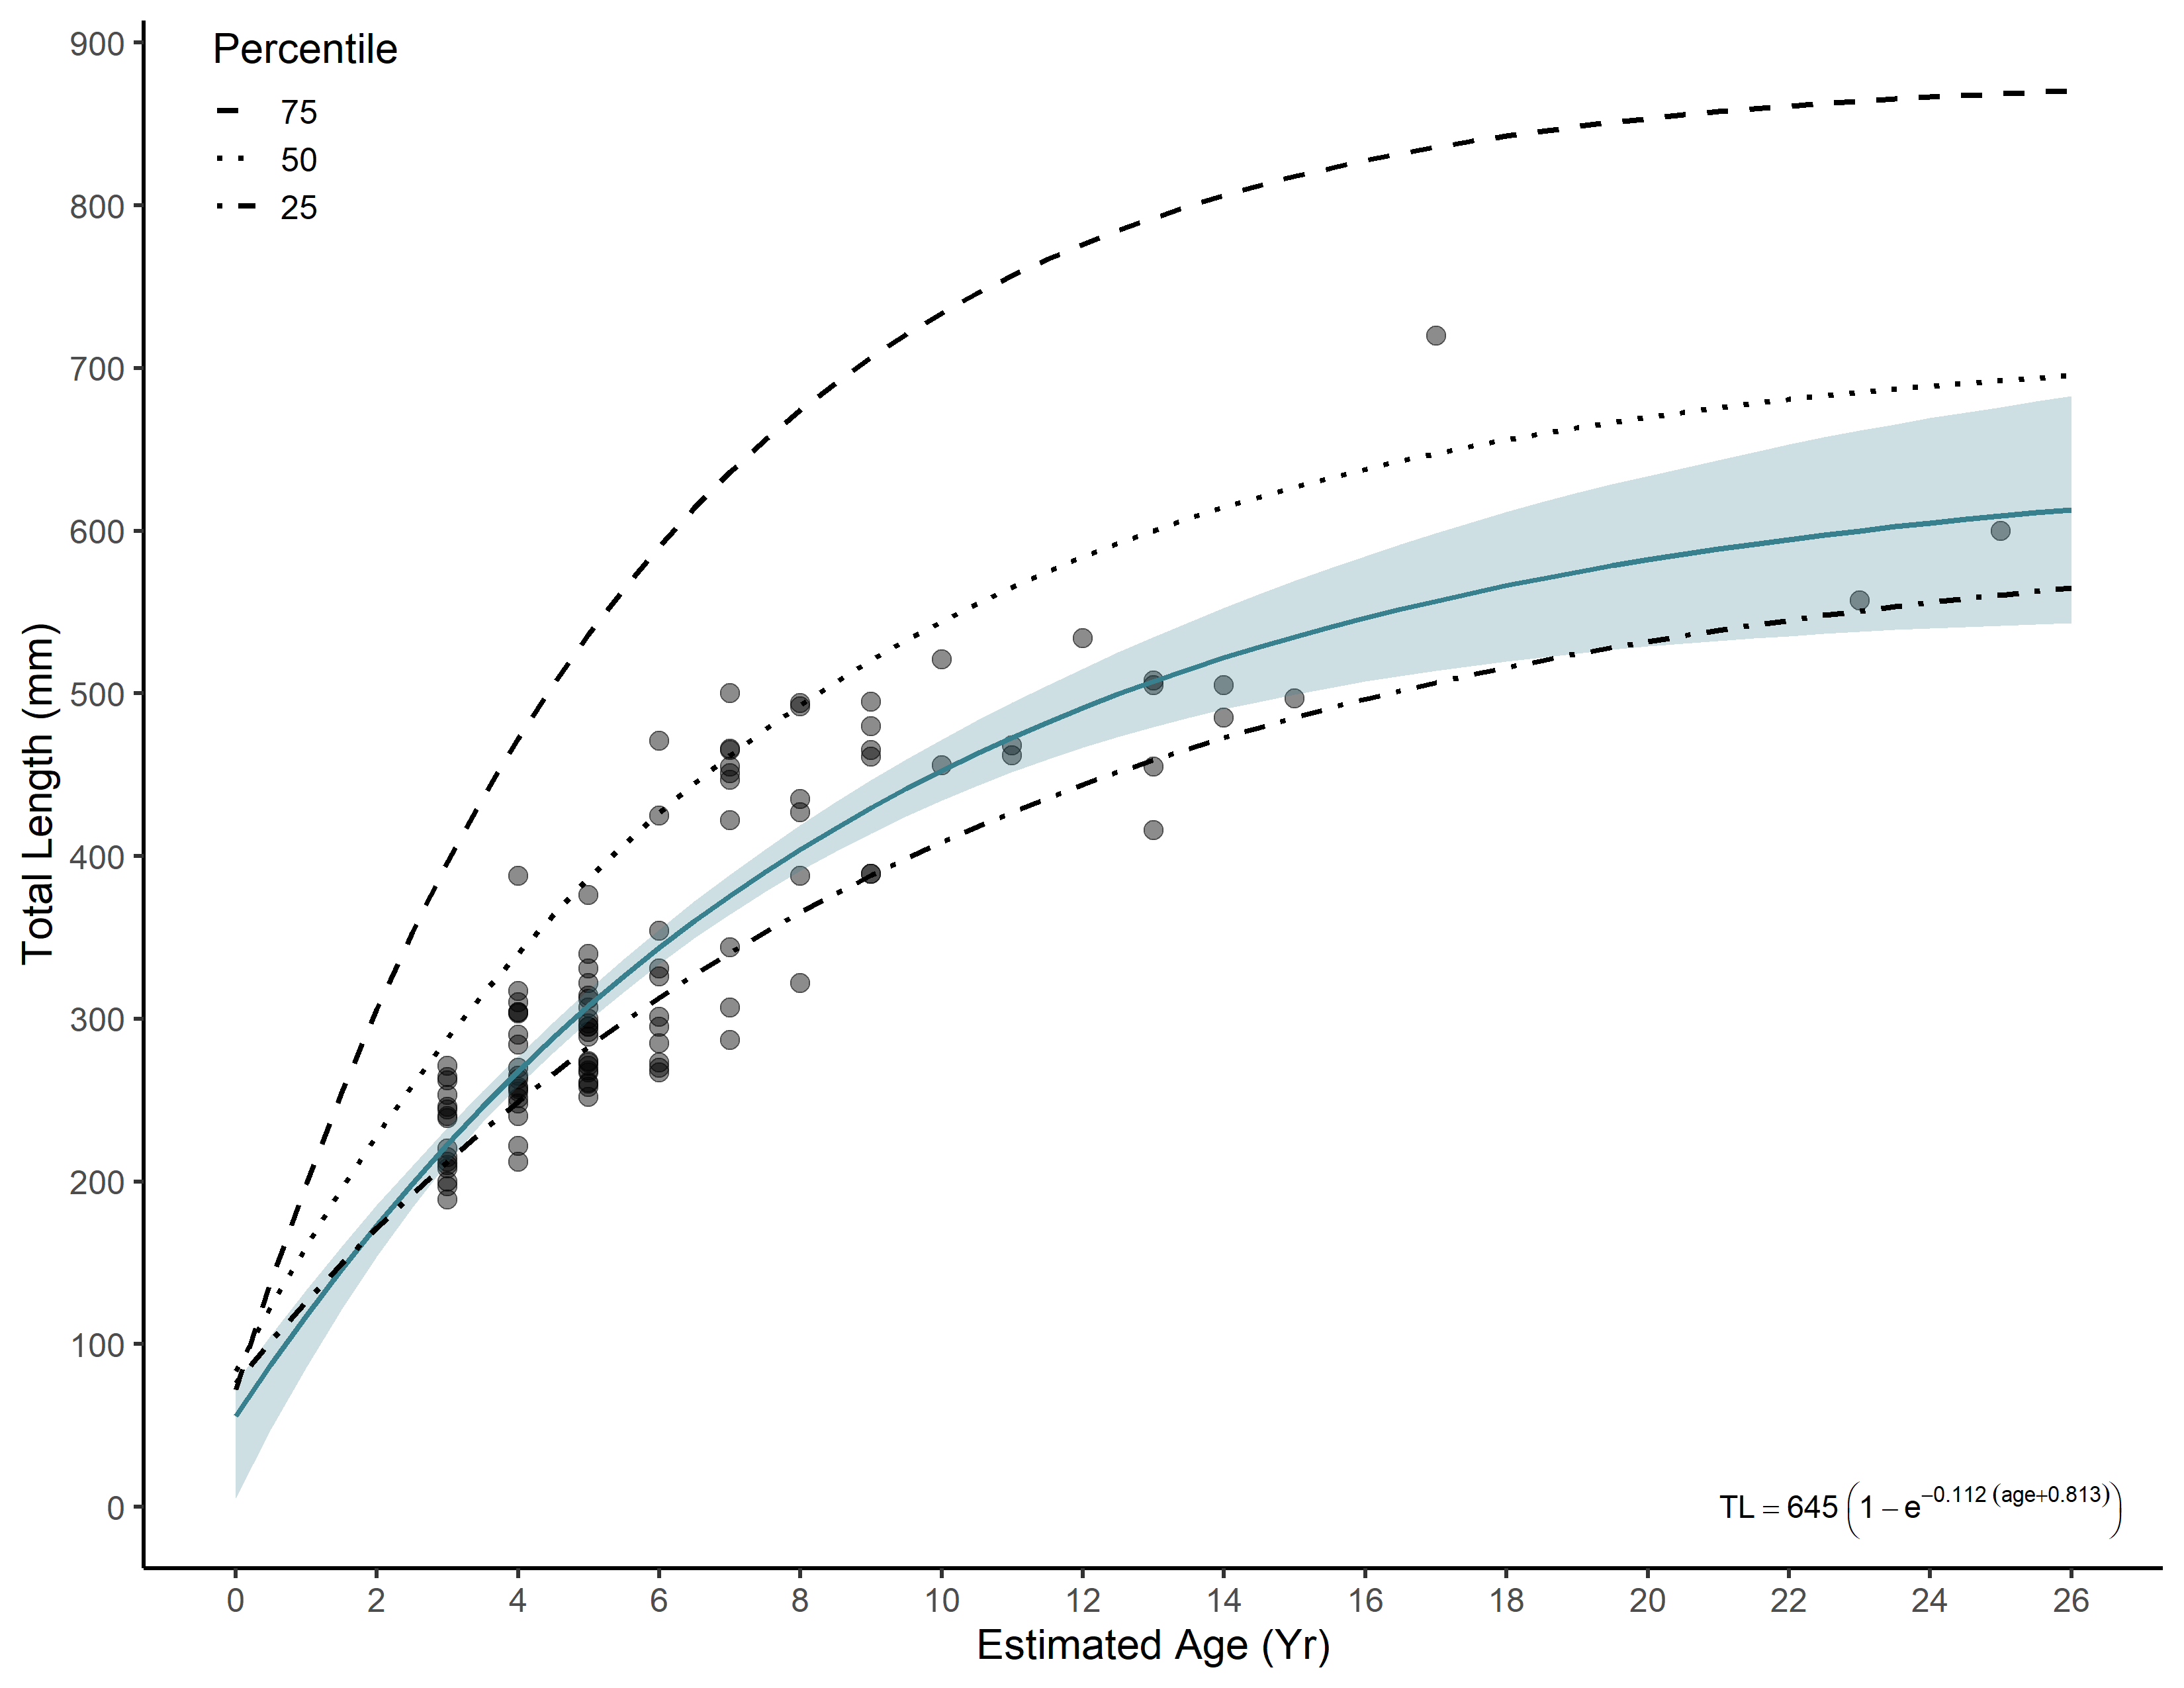 Percentile
75
50
25
900
800
700
600
500
400
300
200
100
0
Total Length (mm)
TL = 645 (1 − e^−0.112 (age+0.813))
0 2 4 6 8 10 12 14 16 18 20 22 24 26
Estimated Age (Yr)